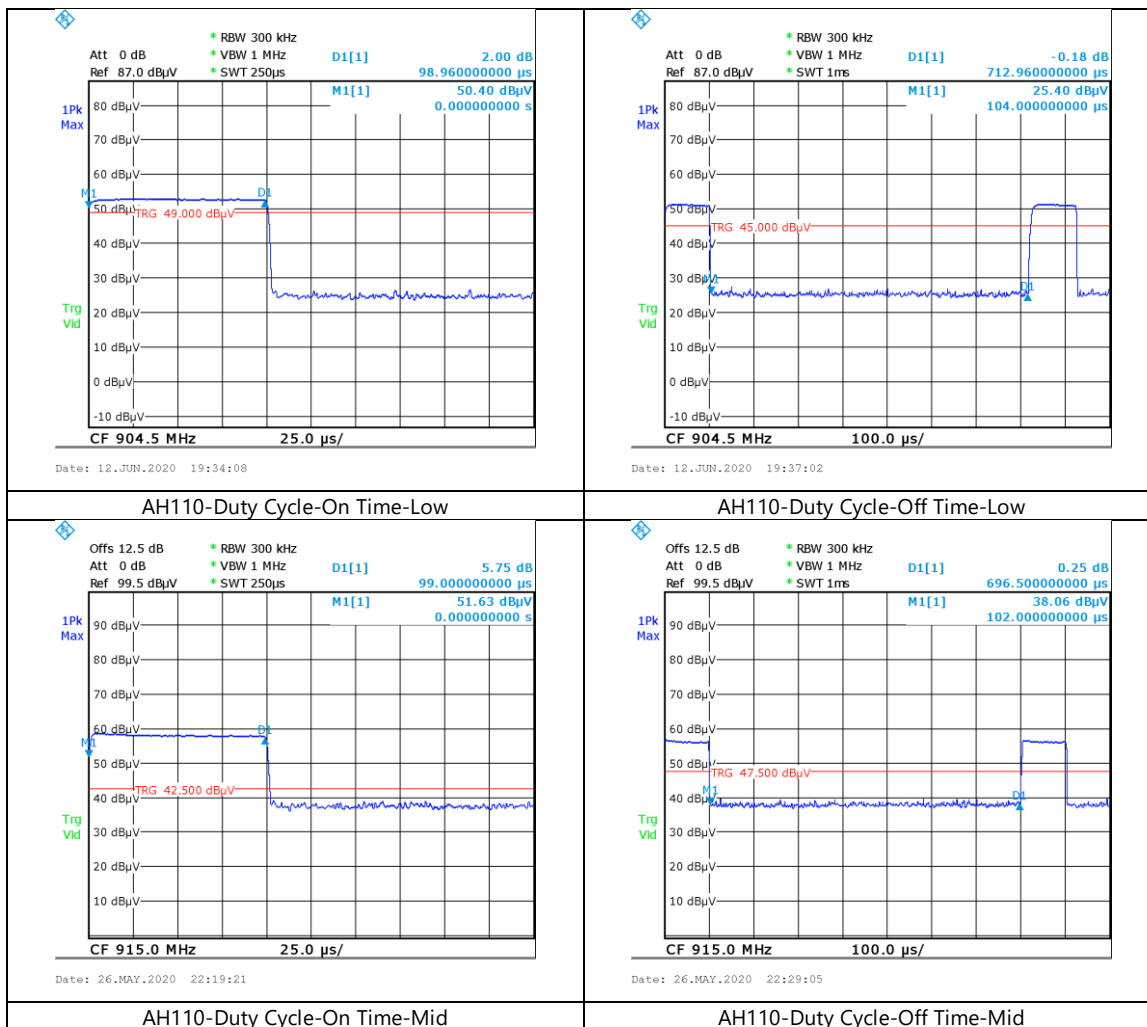 * RBW 300 kHz
Att 0 dB * VBW 1 MHz D1[1] 2.00 dB
Ref 87.0 dBµV * SWT 250µs 98.960000000 µs
M1[1] 50.40 dBµV
0.000000000 s
1Pk
Max
80 dBµV
70 dBµV
60 dBµV
M1
D1
50 dBµV
TRG 49.000 dBµV
40 dBµV
30 dBµV
Trg
Vid
20 dBµV
10 dBµV
0 dBµV
-10 dBµV
CF 904.5 MHz 25.0 µs/
Date: 12.JUN.2020 19:34:08
AH110-Duty Cycle-On Time-Low
* RBW 300 kHz
Att 0 dB * VBW 1 MHz D1[1] -0.18 dB
Ref 87.0 dBµV * SWT 1ms 712.960000000 µs
M1[1] 25.40 dBµV
104.000000000 µs
1Pk
Max
80 dBµV
70 dBµV
60 dBµV
50 dBµV
TRG 45.000 dBµV
40 dBµV
30 dBµV
M1
D1
Trg
Vid
20 dBµV
10 dBµV
0 dBµV
-10 dBµV
CF 904.5 MHz 100.0 µs/
Date: 12.JUN.2020 19:37:02
AH110-Duty Cycle-Off Time-Low
Offs 12.5 dB * RBW 300 kHz
Att 0 dB * VBW 1 MHz D1[1] 5.75 dB
Ref 99.5 dBµV * SWT 250µs 99.000000000 µs
M1[1] 51.63 dBµV
0.000000000 s
1Pk
Max
90 dBµV
80 dBµV
70 dBµV
60 dBµV
D1
M1
50 dBµV
TRG 42.500 dBµV
40 dBµV
Trg
Vid
30 dBµV
20 dBµV
10 dBµV
CF 915.0 MHz 25.0 µs/
Date: 26.MAY.2020 22:19:21
AH110-Duty Cycle-On Time-Mid
Offs 12.5 dB * RBW 300 kHz
Att 0 dB * VBW 1 MHz D1[1] 0.25 dB
Ref 99.5 dBµV * SWT 1ms 696.500000000 µs
M1[1] 38.06 dBµV
102.000000000 µs
1Pk
Max
90 dBµV
80 dBµV
70 dBµV
60 dBµV
50 dBµV
TRG 47.500 dBµV
M1
D1
40 dBµV
Trg
Vid
30 dBµV
20 dBµV
10 dBµV
CF 915.0 MHz 100.0 µs/
Date: 26.MAY.2020 22:29:05
AH110-Duty Cycle-Off Time-Mid